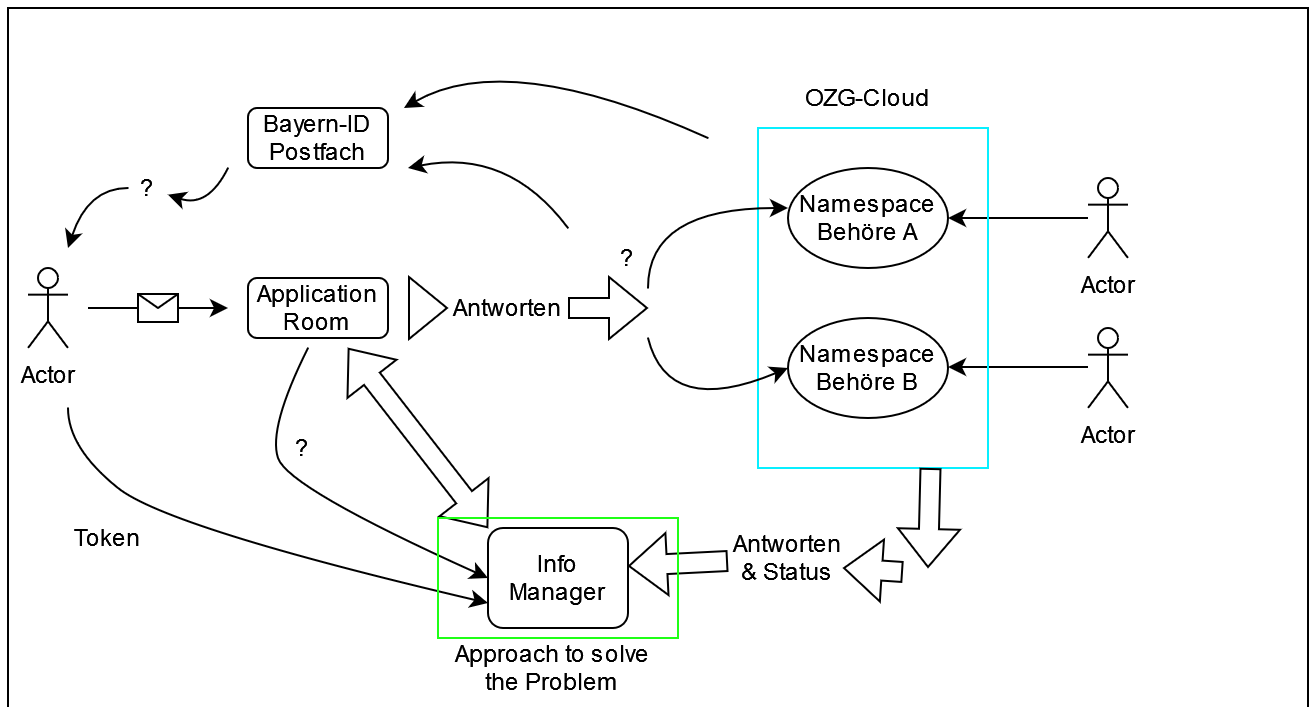 OZG-Cloud
Bayern-ID
Postfach
?
Namespace
Behöre A
Actor
?
Application
Room
Antworten
Actor
Namespace
Behöre B
Actor
?
Token
Info
Manager
Antworten
& Status
Approach to solve
the Problem